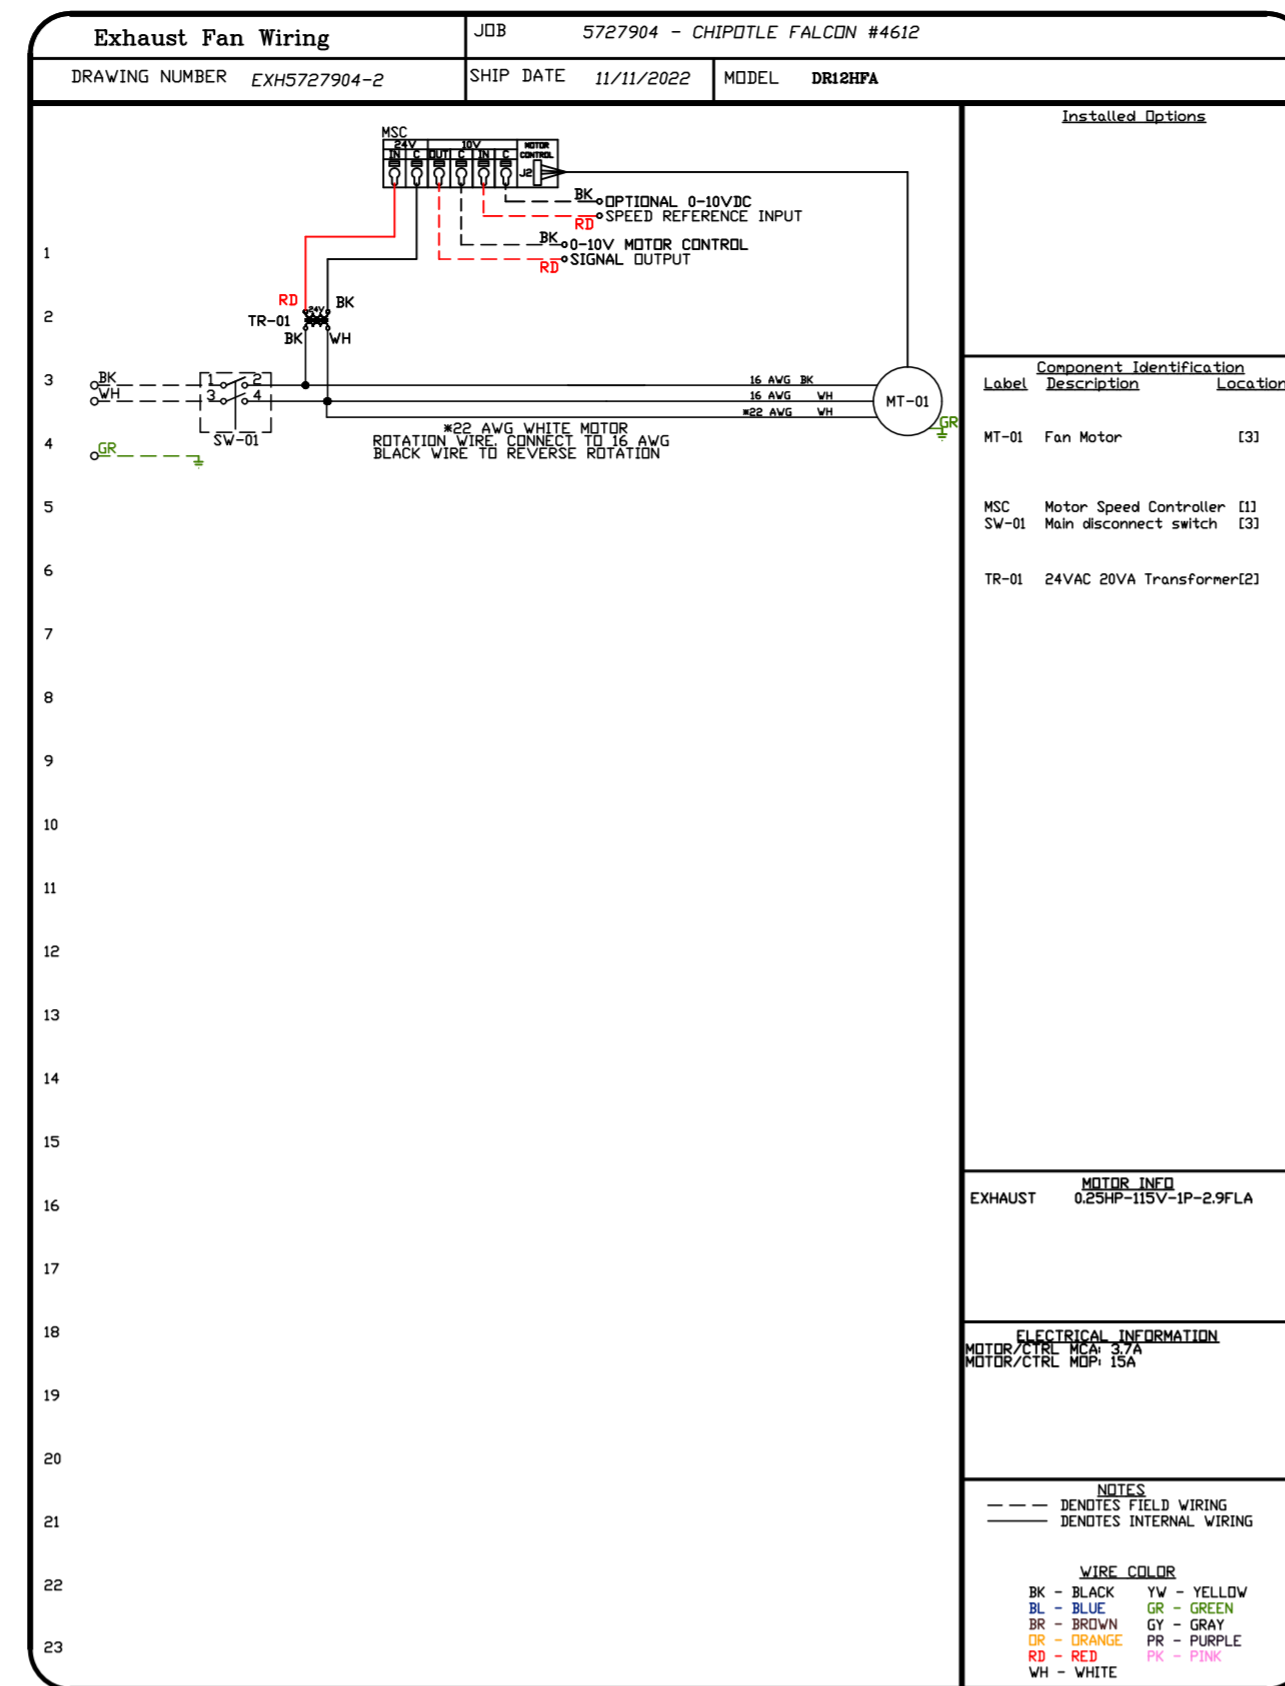 Exhaust Fan Wiring
JOB 5727904 - CHIPOTLE FALCON #4612
DRAWING NUMBER EXH5727904-2
SHIP DATE 11/11/2022
MODEL DR12HFA
MSC
24V 10V MOTOR
IN C OUT C IN C CONTROL
J2
BK OPTIONAL 0-10VDC
RD SPEED REFERENCE INPUT
BK 0-10V MOTOR CONTROL
RD SIGNAL OUTPUT
1
RD 24V BK
2
TR-01
BK WH
3
BK 1 2 16 AWG BK
WH 3 4 16 AWG WH
MT-01
*22 AWG WH
GR
SW-01
4
GR
*22 AWG WHITE MOTOR
ROTATION WIRE. CONNECT TO 16 AWG
BLACK WIRE TO REVERSE ROTATION
5
6
7
8
9
10
11
12
13
14
15
16
17
18
19
20
21
22
23
Installed Options
Component Identification
Label Description Location
MT-01 Fan Motor [3]
MSC Motor Speed Controller [1]
SW-01 Main disconnect switch [3]
TR-01 24VAC 20VA Transformer[2]
MOTOR INFO
EXHAUST 0.25HP-115V-1P-2.9FLA
ELECTRICAL INFORMATION
MOTOR/CTRL MCA: 3.7A
MOTOR/CTRL MOP: 15A
NOTES
DENOTES FIELD WIRING
DENOTES INTERNAL WIRING
WIRE COLOR
BK - BLACK YW - YELLOW
BL - BLUE GR - GREEN
BR - BROWN GY - GRAY
OR - ORANGE PR - PURPLE
RD - RED PK - PINK
WH - WHITE